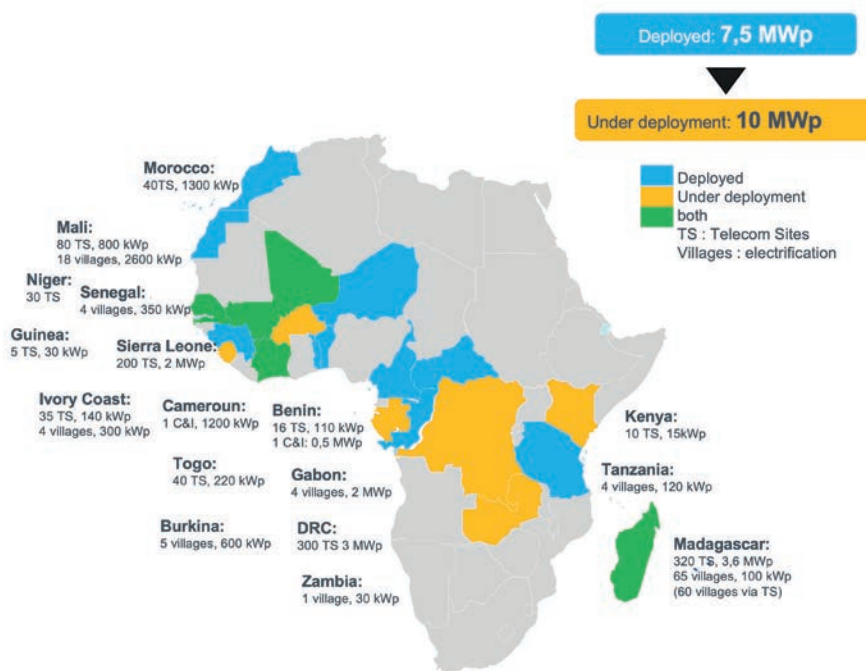 Deployed: 7,5 MWp
Under deployment: 10 MWp
Deployed
Under deployment
both
TS : Telecom Sites
Villages : electrification
Morocco:
40TS, 1300 kWp
Mali:
80 TS, 800 kWp
18 villages, 2600 kWp
Niger:
30 TS
Senegal:
4 villages, 350 kWp
Guinea:
5 TS, 30 kWp
Sierra Leone:
200 TS, 2 MWp
Ivory Coast:
35 TS, 140 kWp
4 villages, 300 kWp
Cameroun:
1 C&I, 1200 kWp
Benin:
16 TS, 110 kWp
1 C&I: 0,5 MWp
Togo:
40 TS, 220 kWp
Gabon:
4 villages, 2 MWp
Burkina:
5 villages, 600 kWp
DRC:
300 TS 3 MWp
Zambia:
1 village, 30 kWp
Kenya:
10 TS, 15kWp
Tanzania:
4 villages, 120 kWp
Madagascar:
320 TS, 3,6 MWp
65 villages, 100 kWp
(60 villages via TS)